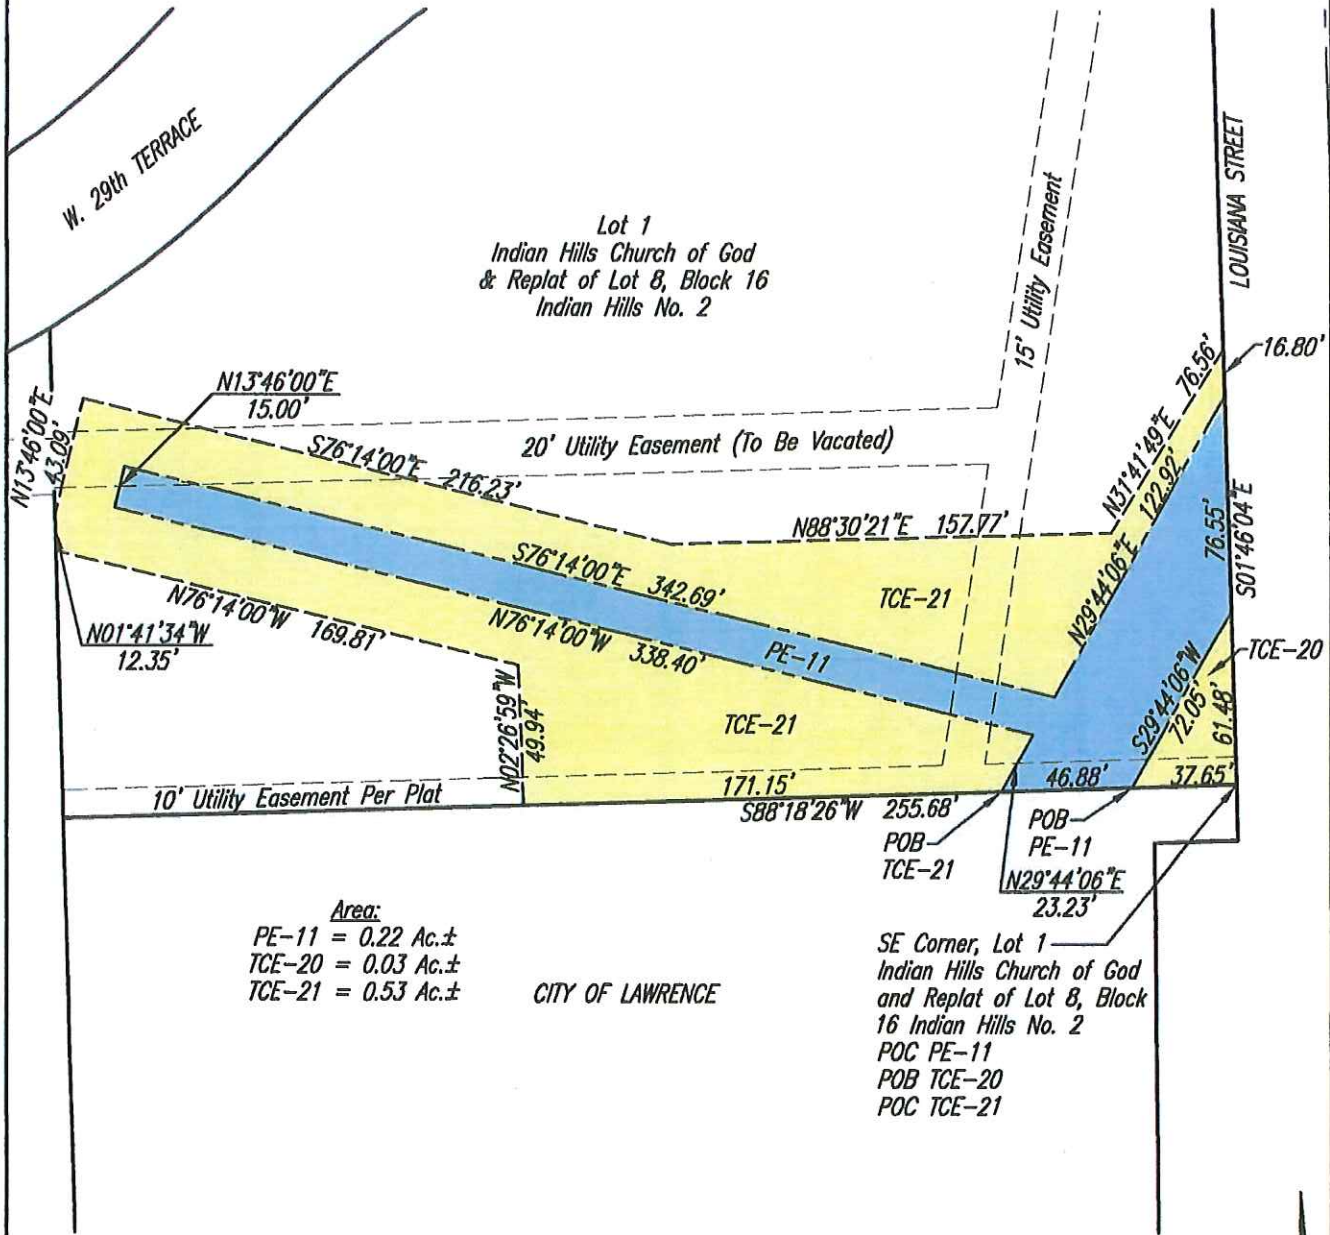 W. 29th TERRACE
Lot 1
Indian Hills Church of God
& Replat of Lot 8, Block 16
Indian Hills No. 2
15' Utility Easement
LOUISIANA STREET
16.80'
76.56'
N31°41'49"E
N13°46'00"E
15.00'
N13°46'00"E
43.09'
20' Utility Easement (To Be Vacated)
S76°14'00"E 216.23'
N88°30'21"E 157.77'
122.92'
N29°44'06"E
76.55'
S01°46'04"E
S76°14'00"E 342.69'
TCE-21
N76°14'00"W 169.81'
N76°14'00"W 338.40'
PE-11
N01°41'34"W
12.35'
TCE-20
S29°44'06"W
72.05'
61.48'
N02°26'59"W
49.94'
TCE-21
10' Utility Easement Per Plat
171.15'
46.88'
37.65'
S88°18'26"W 255.68'
POB
TCE-21
POB
PE-11
N29°44'06"E
23.23'
Area:
PE-11 = 0.22 Ac.±
TCE-20 = 0.03 Ac.±
TCE-21 = 0.53 Ac.±
CITY OF LAWRENCE
SE Corner, Lot 1
Indian Hills Church of God
and Replat of Lot 8, Block
16 Indian Hills No. 2
POC PE-11
POB TCE-20
POC TCE-21